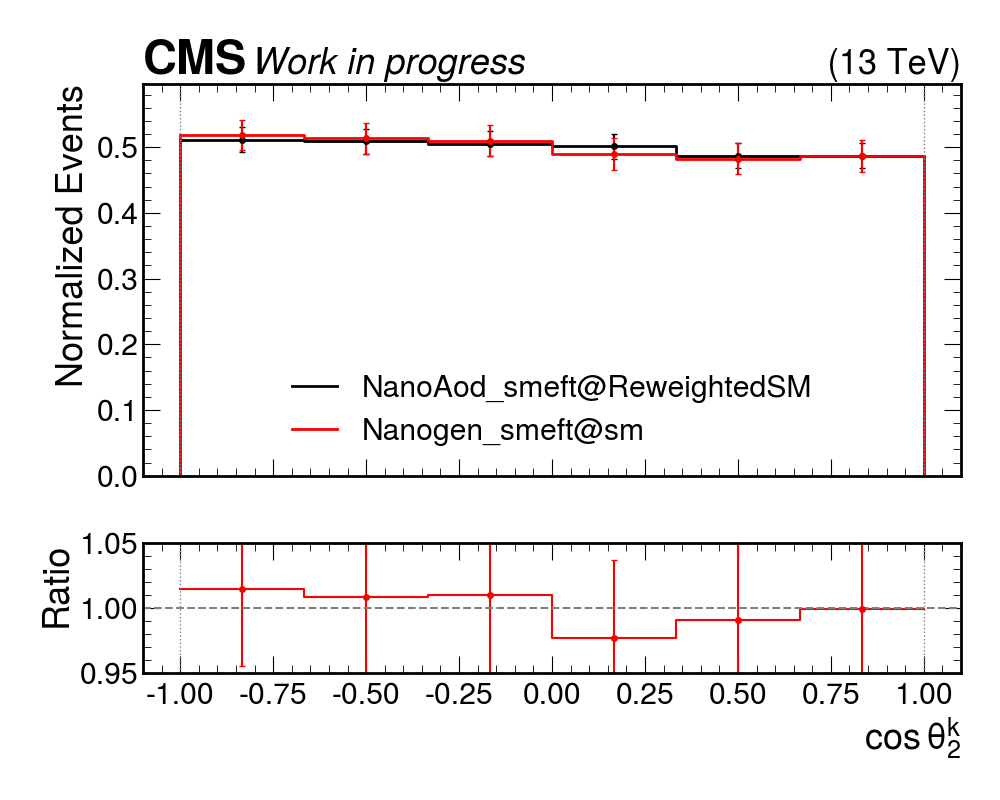 CMS Work in progress (13 TeV)
Normalized Events
0.5
0.4
0.3
0.2
0.1
0.0
NanoAod_smeft@ReweightedSM
Nanogen_smeft@sm
Ratio
1.05
1.00
0.95
-1.00 -0.75 -0.50 -0.25 0.00 0.25 0.50 0.75 1.00
cos θ₂ᵏ